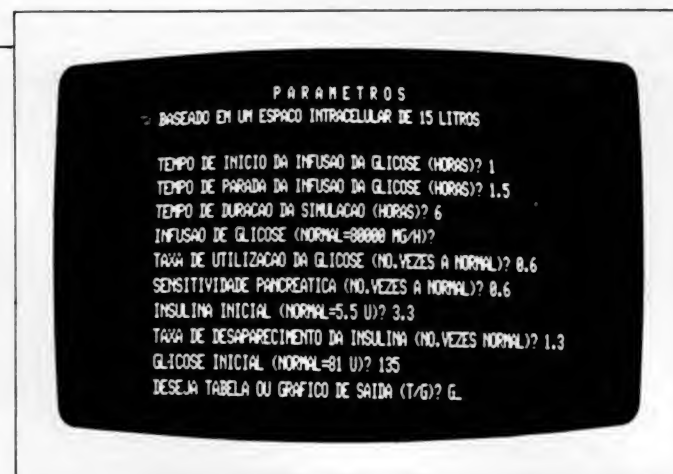 P A R A M E T R O S
BASEADO EM UM ESPACO INTRACELULAR DE 15 LITROS
TEMPO DE INICIO DA INFUSAO DA GLICOSE (HORAS)? 1
TEMPO DE PARADA DA INFUSAO DA GLICOSE (HORAS)? 1.5
TEMPO DE DURACAO DA SIMULACAO (HORAS)? 6
INFUSAO DE GLICOSE (NORMAL=80000 MG/H)?
TAXA DE UTILIZACAO DA GLICOSE (NO.VEZES A NORMAL)? 0.6
SENSITIVIDADE PANCREATICA (NO.VEZES A NORMAL)? 0.6
INSULINA INICIAL (NORMAL=5.5 U)? 3.3
TAXA DE DESAPARECIMENTO DA INSULINA (NO.VEZES NORMAL)? 1.3
GLICOSE INICIAL (NORMAL=81 U)? 135
DESEJA TABELA OU GRAFICO DE SAIDA (T/G)? G_